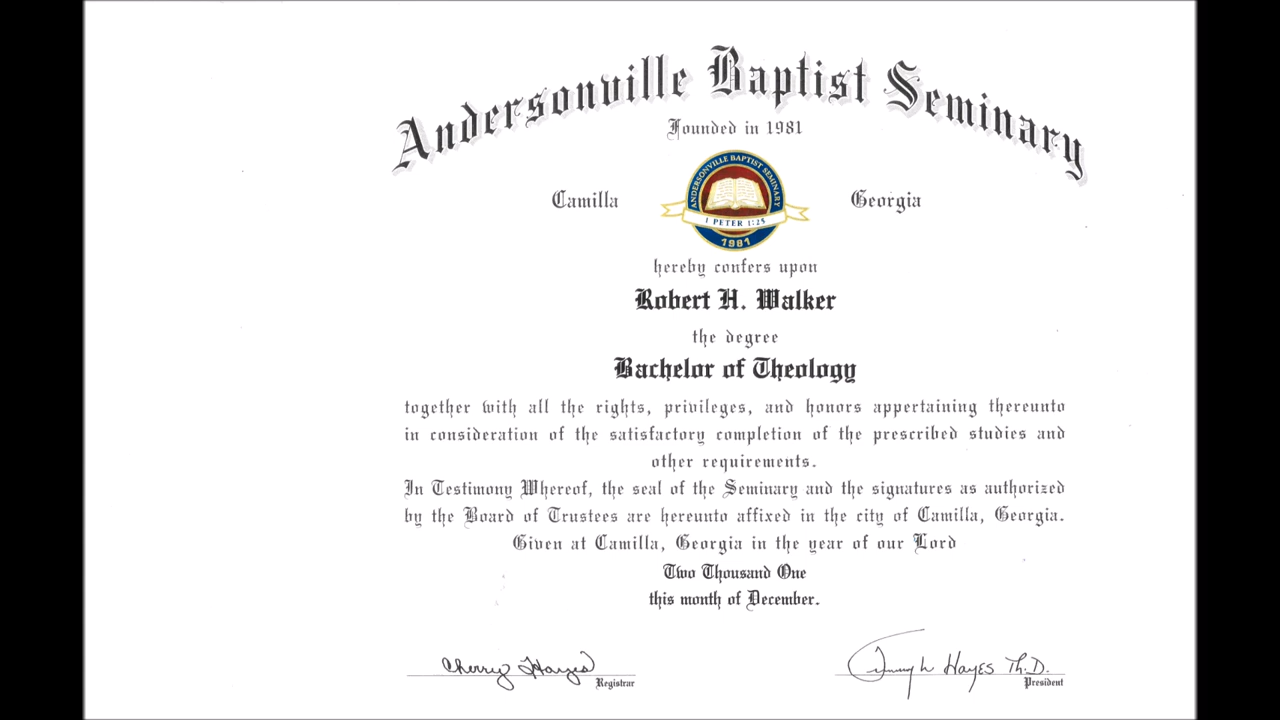 Andersonville Baptist Seminary
Founded in 1981
Camilla
Georgia
ANDERSONVILLE BAPTIST SEMINARY
1 PETER 1:25
1981
hereby confers upon
Robert H. Walker
the degree
Bachelor of Theology
together with all the rights, privileges, and honors appertaining thereunto
in consideration of the satisfactory completion of the prescribed studies and
other requirements.
In Testimony Whereof, the seal of the Seminary and the signatures as authorized
by the Board of Trustees are hereunto affixed in the city of Camilla, Georgia.
Given at Camilla, Georgia in the year of our Lord
Two Thousand One
this month of December.
Cherry Hayes
Hayes Th.D.
Registrar
President